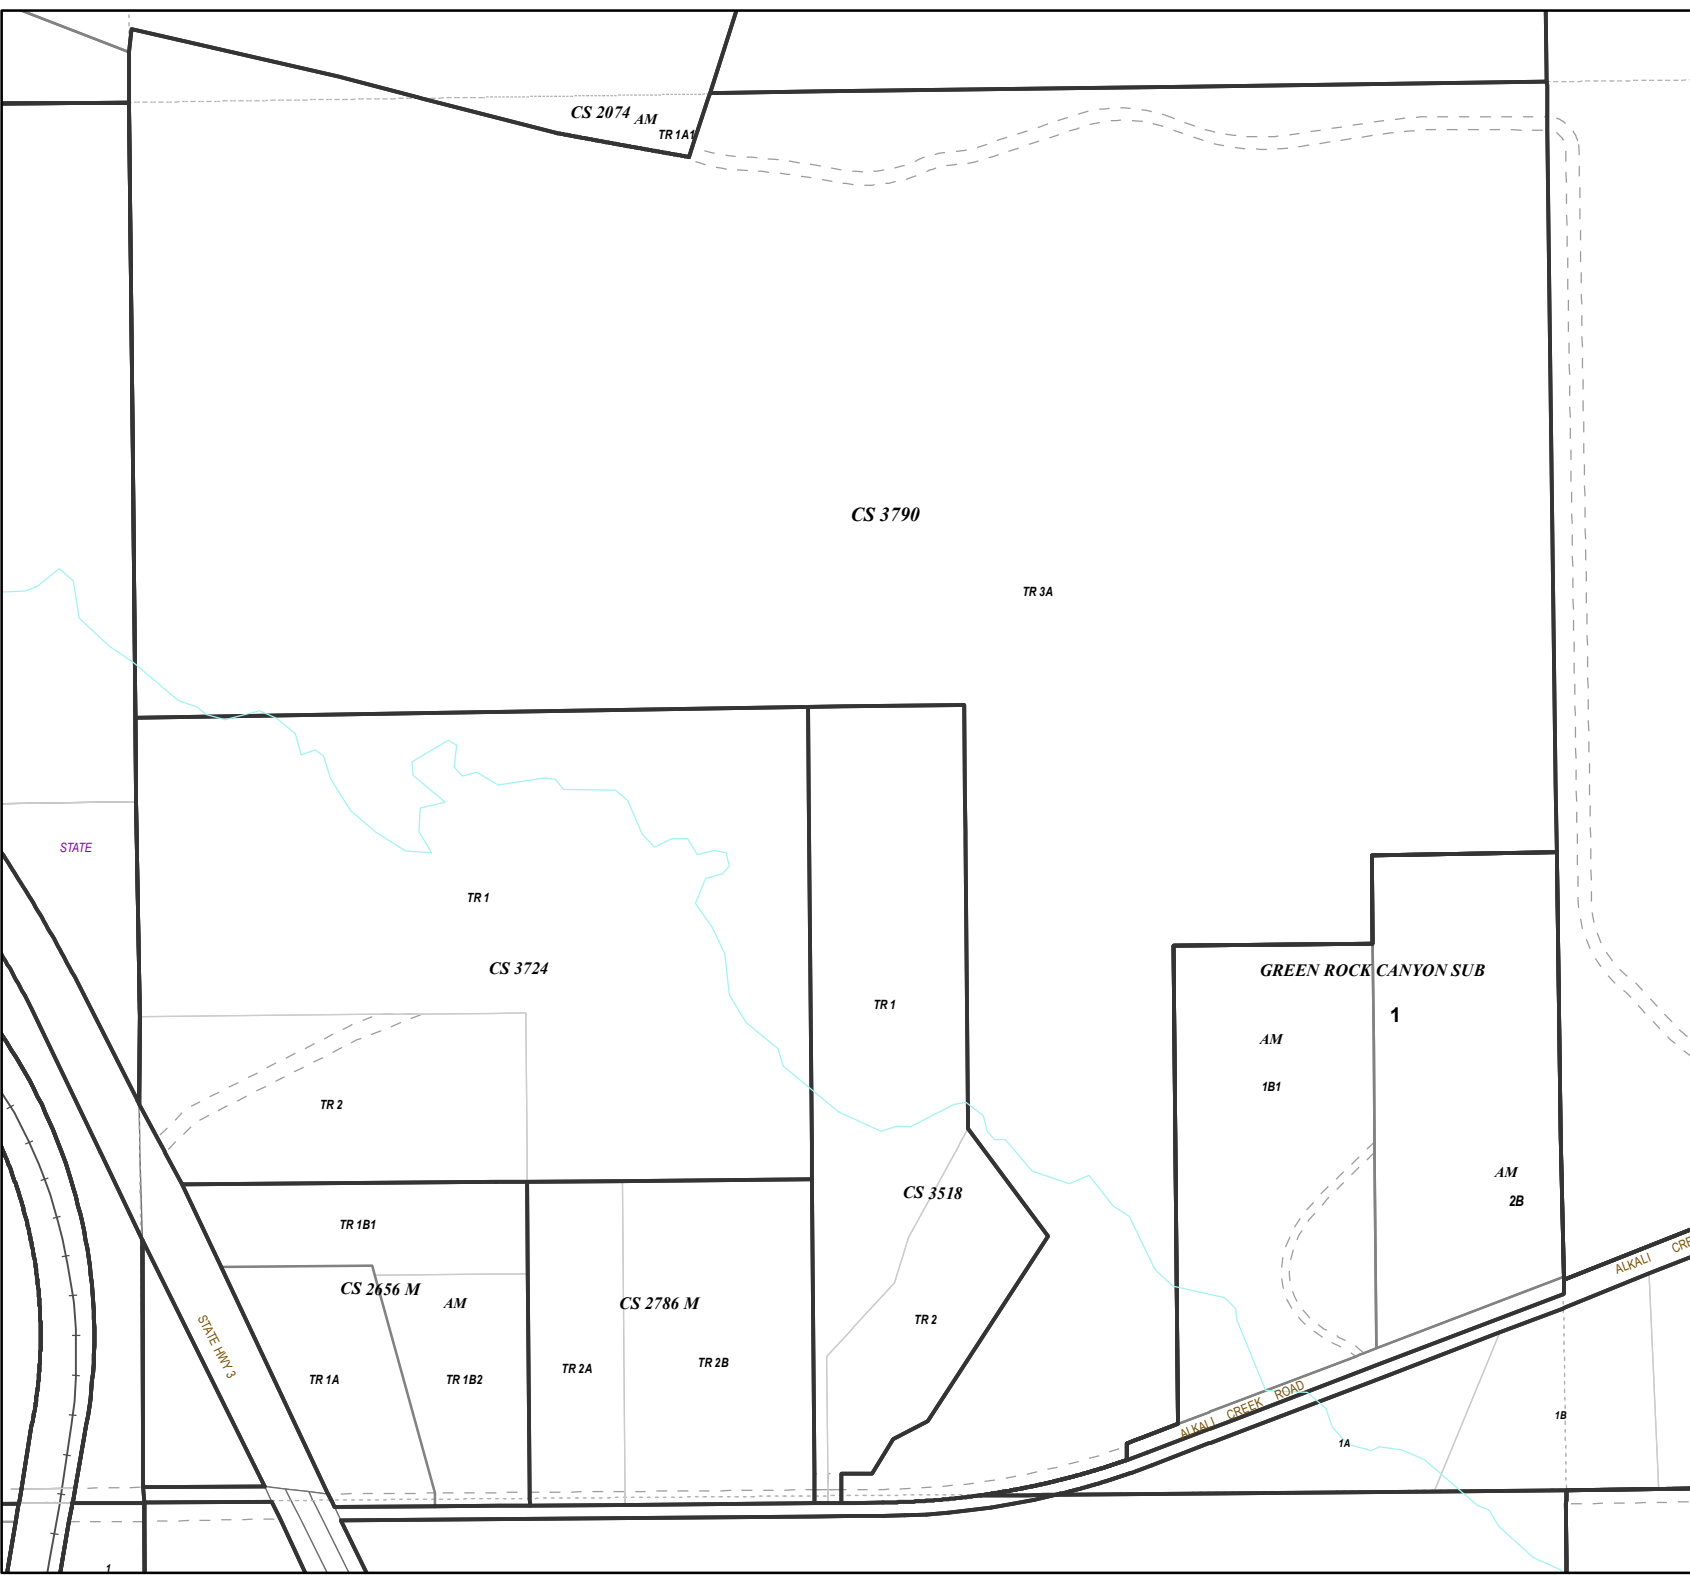 CS 2074 AM
TR 1A1
CS 3790
TR 3A
STATE
TR 1
CS 3724
TR 1
GREEN ROCK CANYON SUB
1
AM
1B1
TR 2
AM
2B
CS 3518
TR 1B1
ALKALI CRE
CS 2656 M
AM
CS 2786 M
TR 2
STATE HWY 3
TR 1A
TR 1B2
TR 2A
TR 2B
ALKALI CREEK ROAD
1A
1B
1